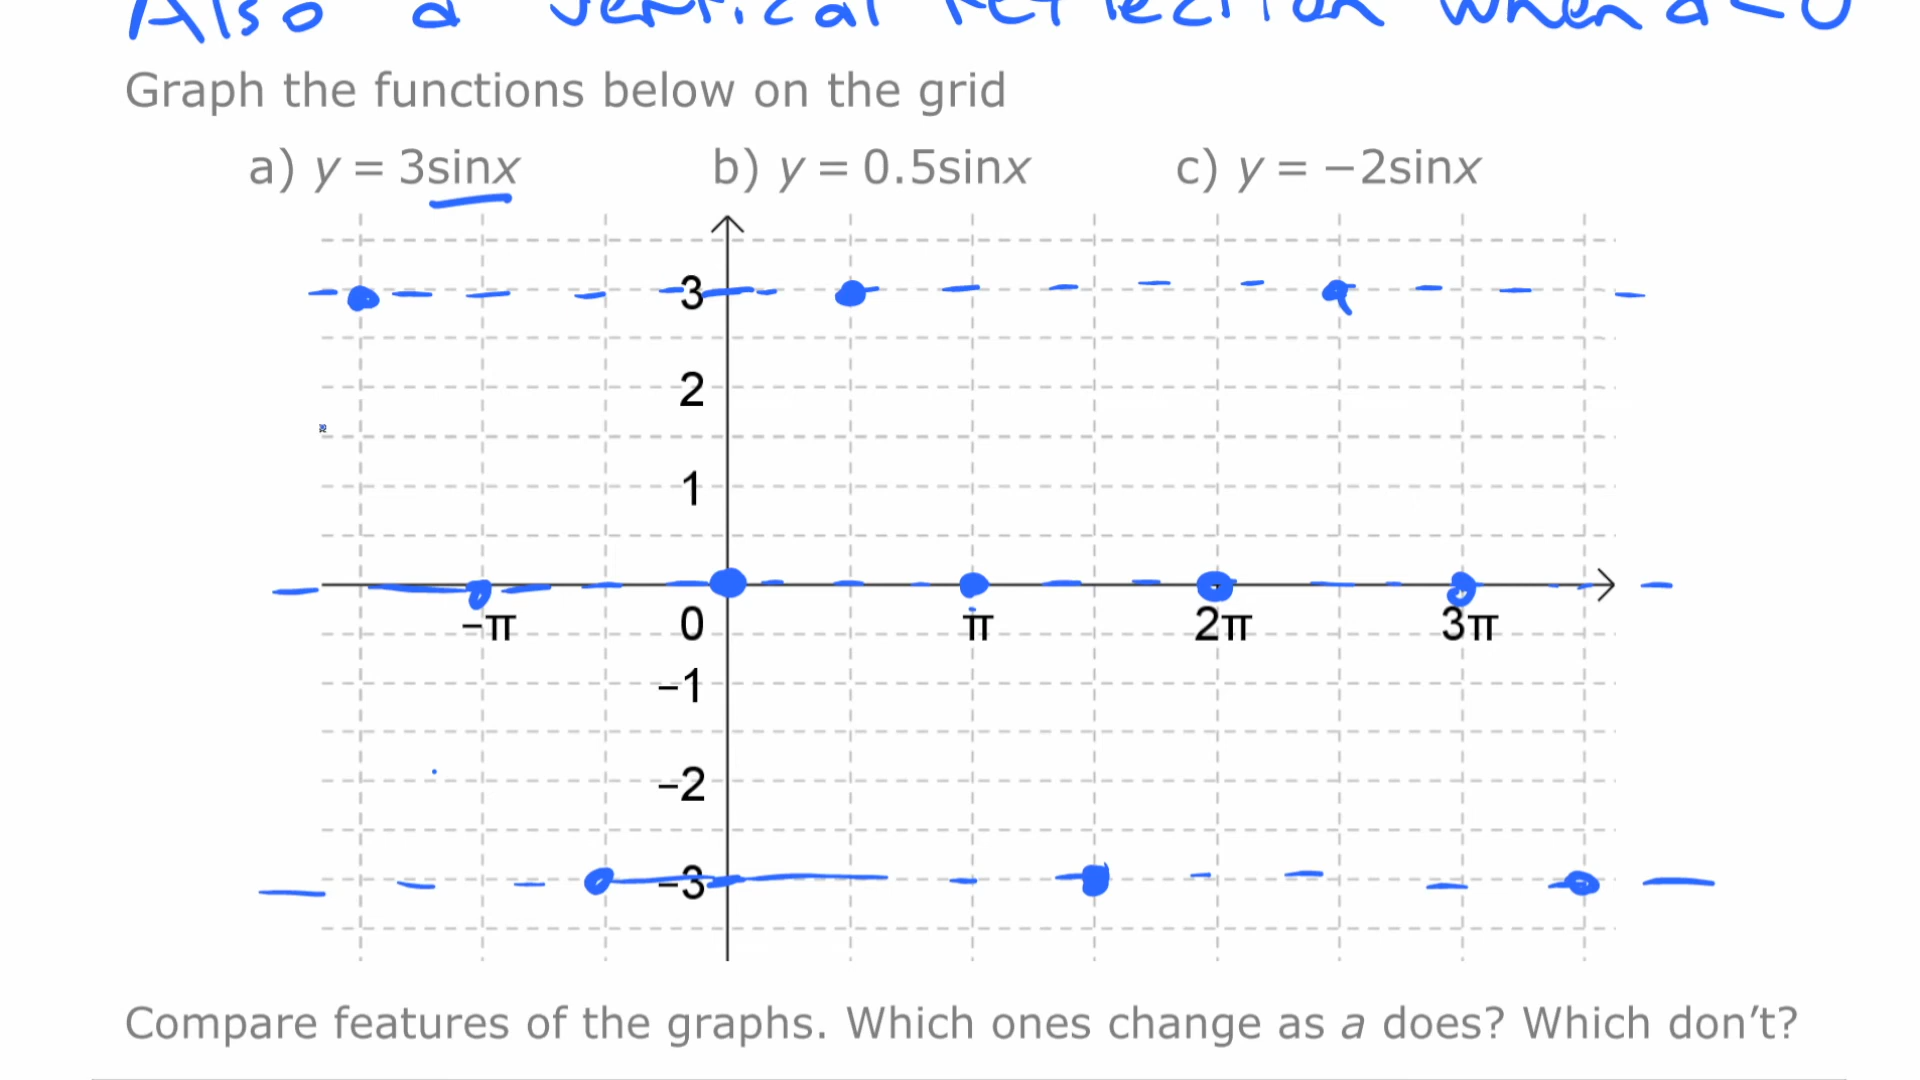 Also a vertical reflection when a<0
Graph the functions below on the grid
a) y = 3sinx b) y = 0.5sinx c) y = −2sinx
3
2
1
−π 0 π 2π 3π
−1
−2
−3
Compare features of the graphs. Which ones change as a does? Which don’t?